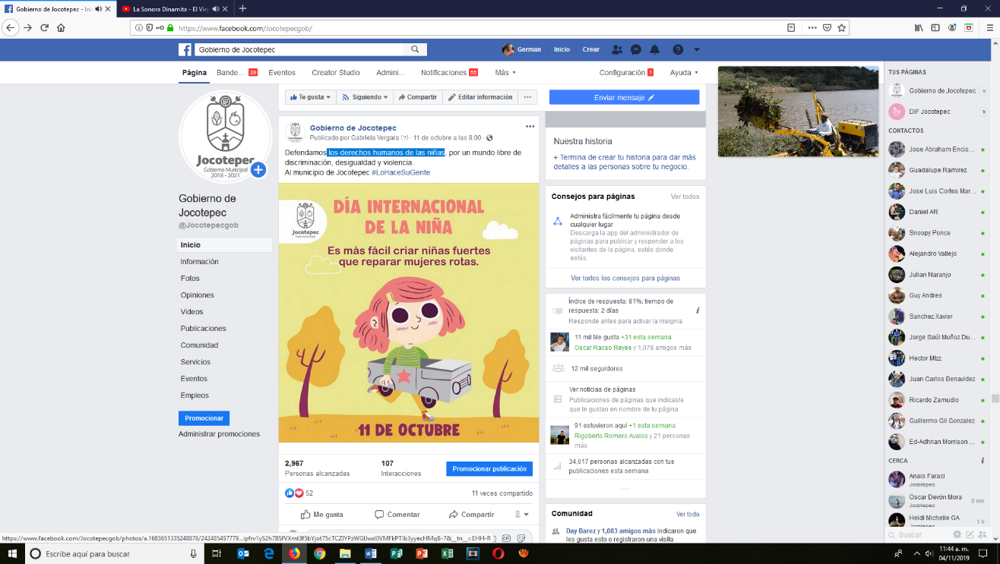 Gobierno de Jocotepec - Ini
La Sonora Dinamita - El Viej
https://www.facebook.com/Jocotepecgob/
Gobierno de Jocotepec
German
Inicio
Crear
Página
Bande... 39
Eventos
Creator Studio
Admini...
Notificaciones 55
Más
Configuración 1
Ayuda
Te gusta
Siguiendo
Compartir
Editar información
Enviar mensaje
Jocotepec
Gobierno Municipal
2018 - 2021
Gobierno de
Jocotepec
@Jocotepecgob
Inicio
Información
Fotos
Opiniones
Videos
Publicaciones
Comunidad
Servicios
Eventos
Empleos
Promocionar
Administrar promociones
Gobierno de Jocotepec
Publicado por Gabriela Vergara [?] · 11 de octubre a las 8:00 ·
Defendamos los derechos humanos de las niñas, por un mundo libre de
discriminación, desigualdad y violencia.
Al municipio de Jocotepec #LoHaceSuGente
Jocotepec
Gobierno Municipal
DÍA INTERNACIONAL
DE LA NIÑA
Es más fácil criar niñas fuertes
que reparar mujeres rotas.
11 DE OCTUBRE
2,967
Personas alcanzadas
107
Interacciones
Promocionar publicación
52
11 veces compartido
Me gusta
Comentar
Compartir
Nuestra historia
+ Termina de crear tu historia para dar más
detalles a las personas sobre tu negocio.
Consejos para páginas
Ver todos
Administra fácilmente tu página desde
cualquier lugar
Descarga la app del administrador de
páginas para publicar y responder a los
visitantes de la página, estés donde
estés.
Ver todos los consejos para páginas
Índice de respuesta: 81%; tiempo de
respuesta: 2 días
Responde antes para activar la insignia
11 mil Me gusta +31 esta semana
Oscar Racso Reyes y 1,079 amigos más
12 mil seguidores
Ver noticias de páginas
Publicaciones de páginas que indicaste
que te gustan en nombre de tu página
91 estuvieron aquí +1 esta semana
Rigoberto Romero Avalos y 21 personas
más
34,617 personas alcanzadas con tus
publicaciones esta semana
Comunidad
Ver todo
Day Barez y 1,083 amigos más indicaron que
les gusta esto o registraron una visita
TUS PÁGINAS
Gobierno de Jocotepec 9
DIF Jocotepec 9
CONTACTOS
Jose Abraham Encis...
Guadalupe Ramirez
Jose Luis Cortes Mar...
Daniel AR
Snoopy Ponce
Alejandro Vallejo
Julian Naranjo
Guy Andres
Sanchez Xavier
Jorge Saúl Muñoz Du...
Hector Mtzz
Juan Carlos Benavidez
Ricardo Zamudio
Guillermo Gil Gonzalez
Ed-Adhrian Morrison ...
CERCA
Anais Faraci
Jocotepec
Oscar Devón Mora
Jocotepec
8 min
Heidi Michelle GA
Jocotepec
1 h
Buscar
Escribe aquí para buscar
11:44 a. m.
04/11/2019